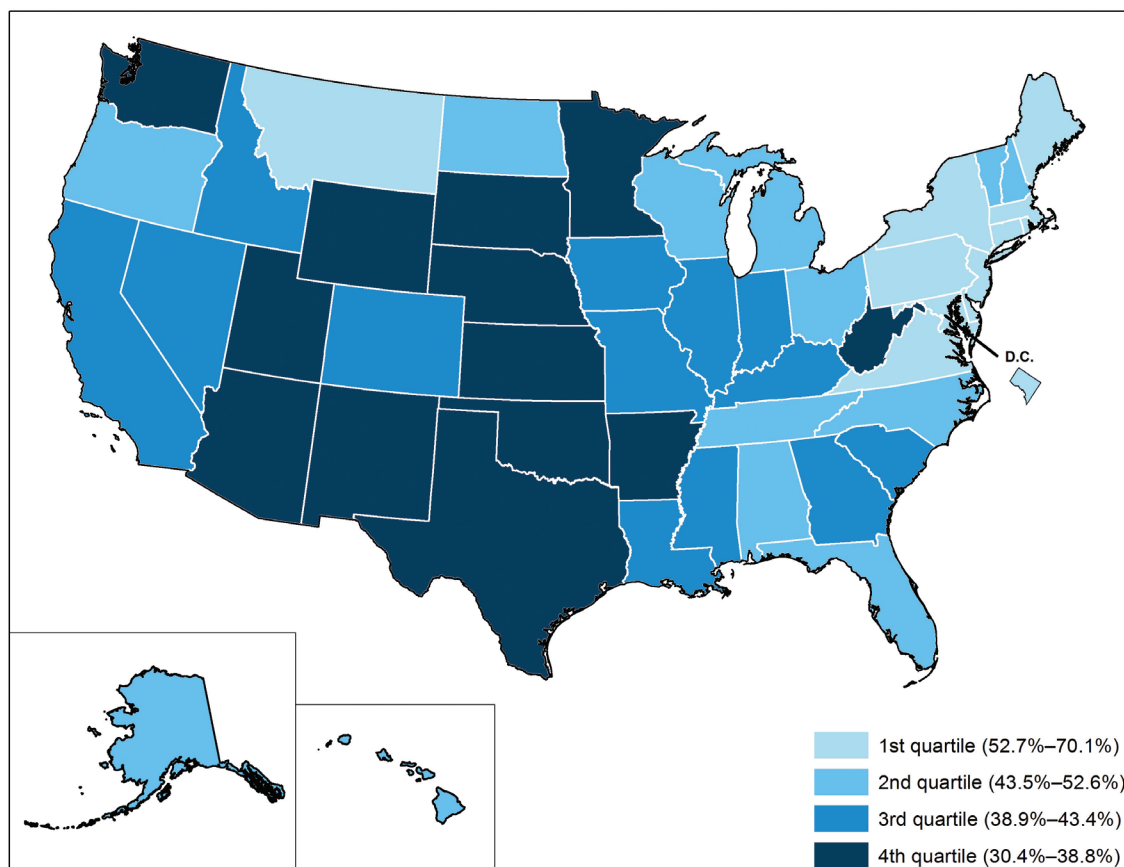 D.C.
1st quartile (52.7%–70.1%)
2nd quartile (43.5%–52.6%)
3rd quartile (38.9%–43.4%)
4th quartile (30.4%–38.8%)